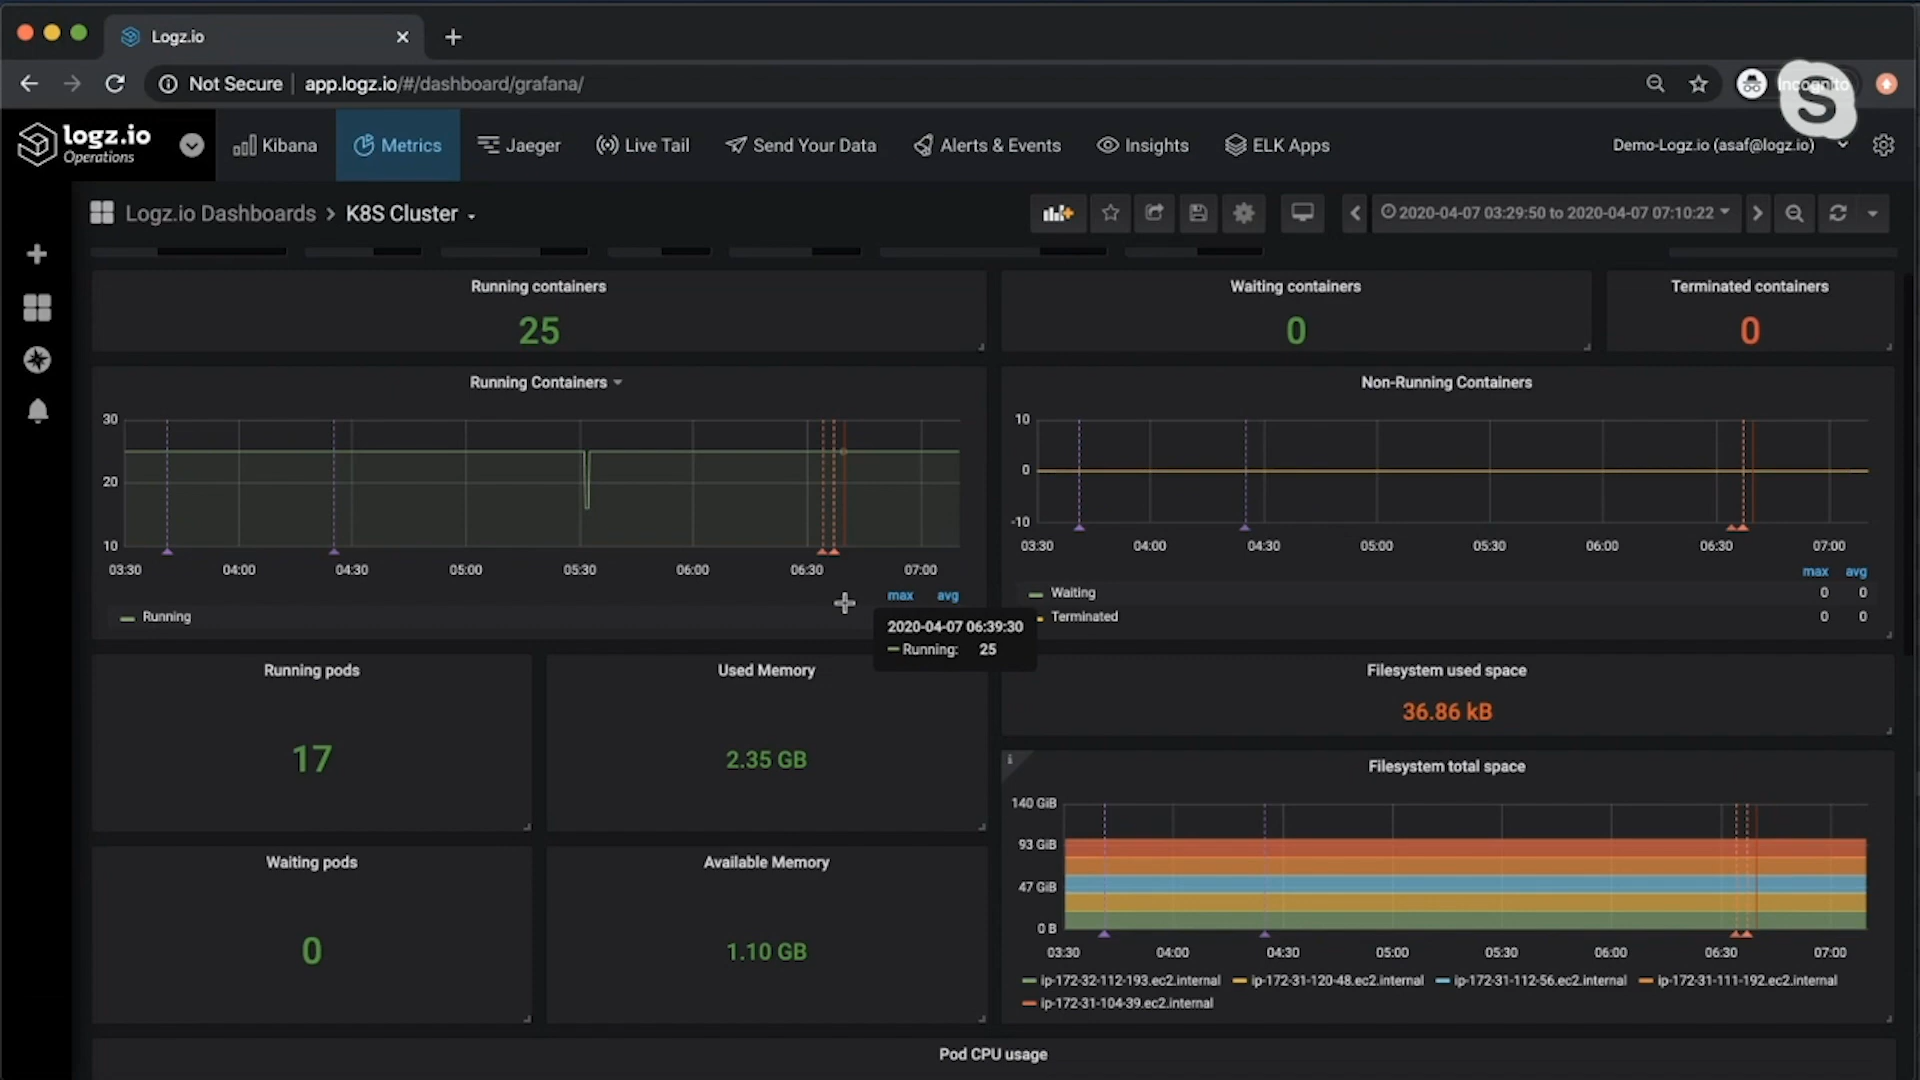 Logz.io
Not Secure | app.logz.io/#/dashboard/grafana/
Incognito
S
logz.io
Operations
Kibana
Metrics
Jaeger
Live Tail
Send Your Data
Alerts & Events
Insights
ELK Apps
Demo-Logz.io (asaf@logz.io)
Logz.io Dashboards > K8S Cluster
2020-04-07 03:29:50 to 2020-04-07 07:10:22
Running containers
25
Waiting containers
0
Terminated containers
0
Running Containers
30
20
10
03:30 04:00 04:30 05:00 05:30 06:00 06:30 07:00
max avg
Running
2020-04-07 06:39:30
Running: 25
Non-Running Containers
10
0
-10
03:30 04:00 04:30 05:00 05:30 06:00 06:30 07:00
max avg
Waiting 0 0
Terminated 0 0
Running pods
17
Used Memory
2.35 GB
Filesystem used space
36.86 kB
Waiting pods
0
Available Memory
1.10 GB
Filesystem total space
140 GiB
93 GiB
47 GiB
0 B
03:30 04:00 04:30 05:00 05:30 06:00 06:30 07:00
ip-172-32-112-193.ec2.internal ip-172-31-120-48.ec2.internal ip-172-31-112-56.ec2.internal ip-172-31-111-192.ec2.internal
ip-172-31-104-39.ec2.internal
Pod CPU usage